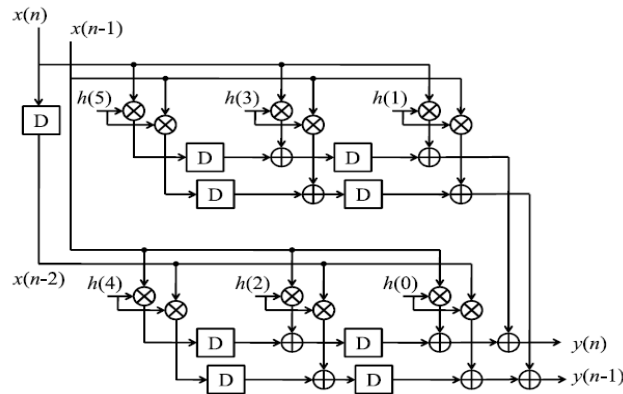 x(n)
x(n-1)
h(5)
h(3)
h(1)
D
D
D
D
D
x(n-2)
h(4)
h(2)
h(0)
D
D
y(n)
D
D
y(n-1)